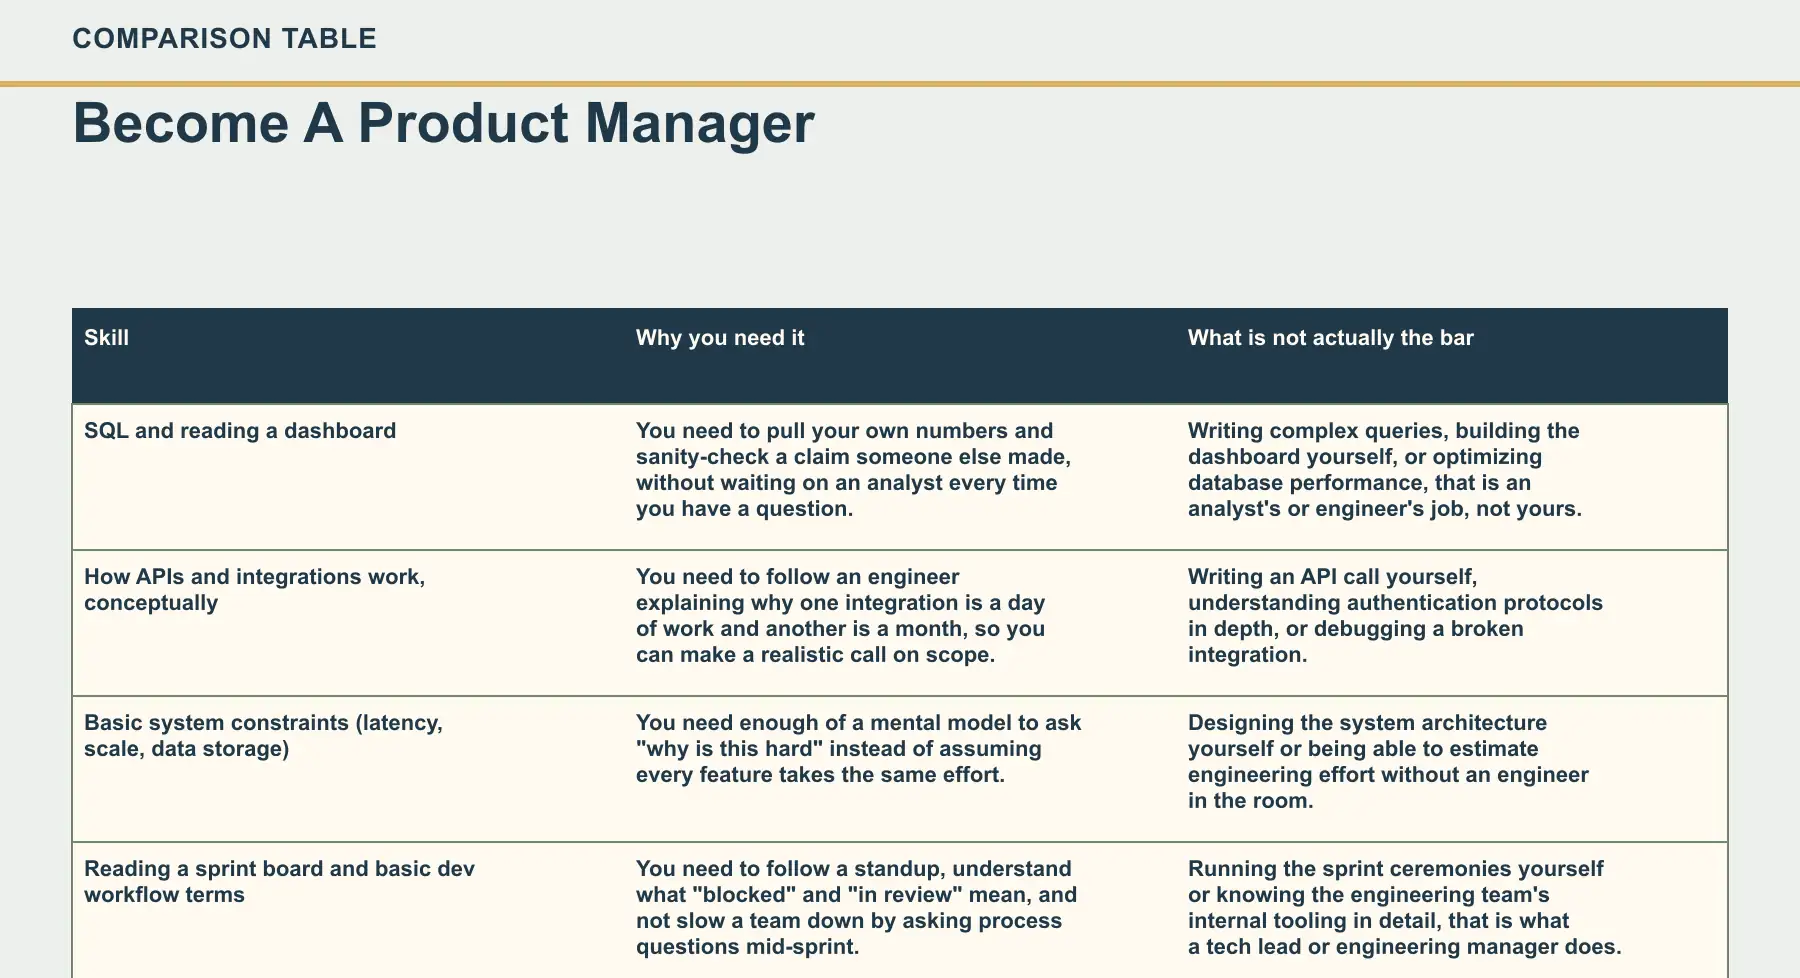 COMPARISON TABLE
Become A Product Manager
Skill
Why you need it
What is not actually the bar
SQL and reading a dashboard
You need to pull your own numbers and
sanity-check a claim someone else made,
without waiting on an analyst every time
you have a question.
Writing complex queries, building the
dashboard yourself, or optimizing
database performance, that is an
analyst's or engineer's job, not yours.
How APIs and integrations work,
conceptually
You need to follow an engineer
explaining why one integration is a day
of work and another is a month, so you
can make a realistic call on scope.
Writing an API call yourself,
understanding authentication protocols
in depth, or debugging a broken
integration.
Basic system constraints (latency,
scale, data storage)
You need enough of a mental model to ask
"why is this hard" instead of assuming
every feature takes the same effort.
Designing the system architecture
yourself or being able to estimate
engineering effort without an engineer
in the room.
Reading a sprint board and basic dev
workflow terms
You need to follow a standup, understand
what "blocked" and "in review" mean, and
not slow a team down by asking process
questions mid-sprint.
Running the sprint ceremonies yourself
or knowing the engineering team's
internal tooling in detail, that is what
a tech lead or engineering manager does.